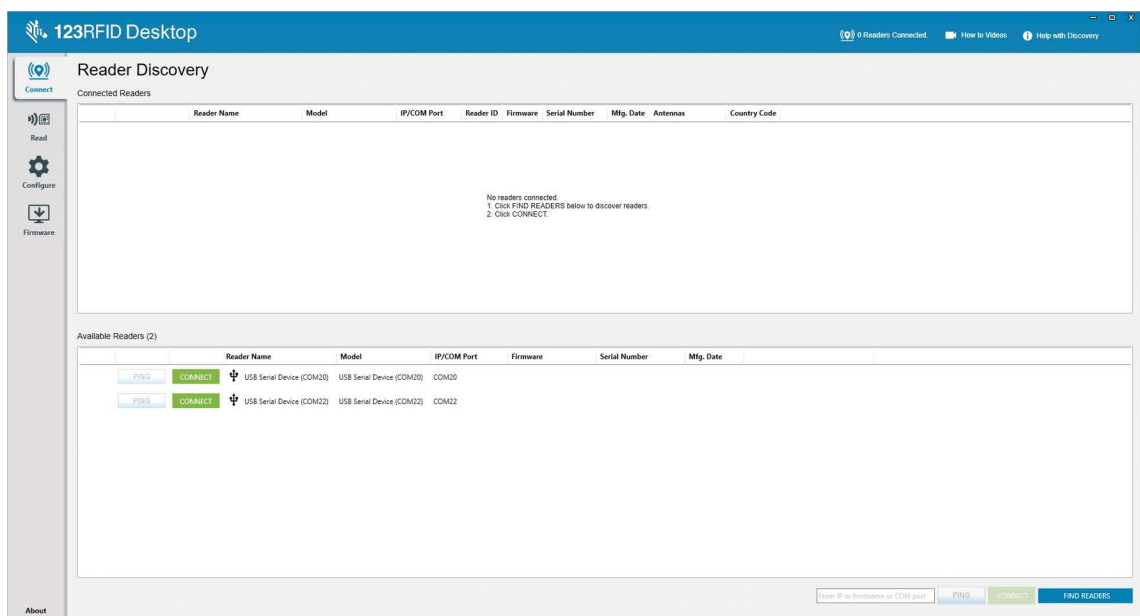 123RFID Desktop
0 Readers Connected.
How to Videos
Help with Discovery
Connect
Read
Configure
Firmware
About
Reader Discovery
Connected Readers
Reader Name Model IP/COM Port Reader ID Firmware Serial Number Mfg. Date Antennas Country Code
No readers connected.
1. Click FIND READERS below to discover readers.
2. Click CONNECT.
Available Readers (2)
Reader Name Model IP/COM Port Firmware Serial Number Mfg. Date
PING CONNECT USB Serial Device (COM20) USB Serial Device (COM20) COM20
PING CONNECT USB Serial Device (COM22) USB Serial Device (COM22) COM22
Enter IP or hostname or COM port PING CONNECT FIND READERS